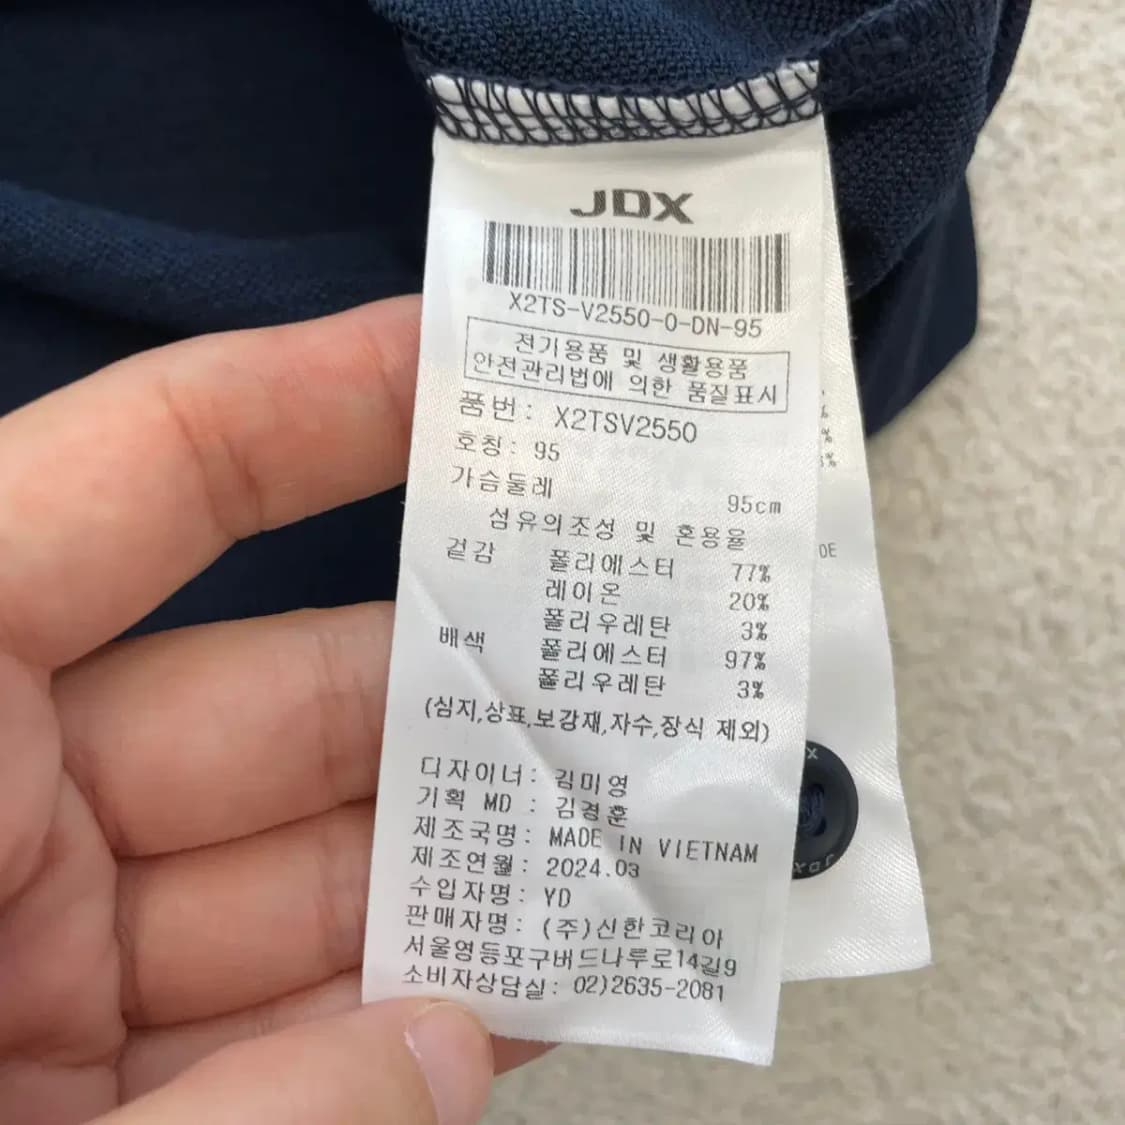 JDX
X2TS-V2550-0-DN-95
전기용품 및 생활용품
안전관리법에 의한 품질표시
품번: X2TSV2550
호칭: 95
가슴둘레 95cm
섬유의조성 및 혼용율
겉감 폴리에스터 77%
레이온 20%
폴리우레탄 3%
배색 폴리에스터 97%
폴리우레탄 3%
(심지,상표,보강재,자수,장식 제외)
디자이너: 김미영
기획 MD : 김경훈
제조국명: MADE IN VIETNAM
제조연월: 2024.03
수입자명: YD
판매자명: (주)신한코리아
서울영등포구버드나루로14길9
소비자상담실: 02)2635-2081